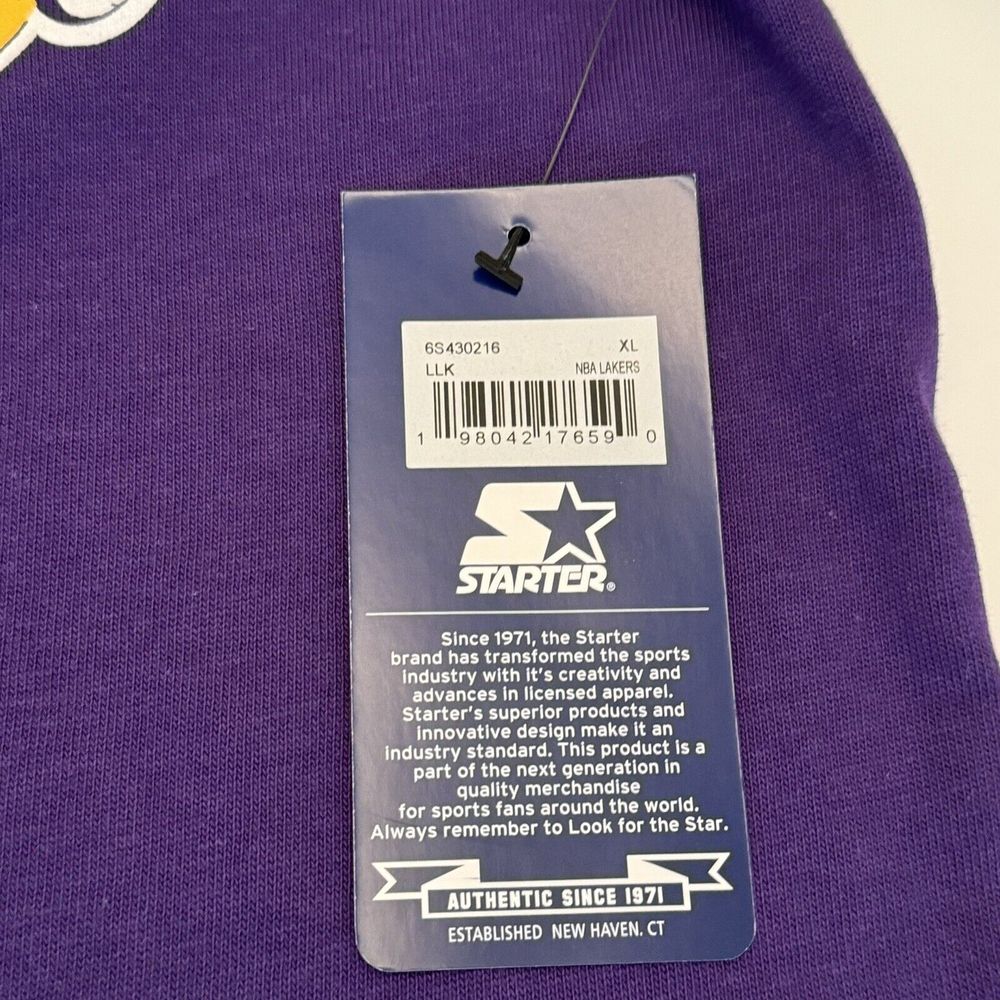 6S430216 XL
LLK NBA LAKERS
1 98042 17659 0
STARTER®
Since 1971, the Starter
brand has transformed the sports
industry with it's creativity and
advances in licensed apparel.
Starter's superior products and
innovative design make it an
industry standard. This product is a
part of the next generation in
quality merchandise
for sports fans around the world.
Always remember to Look for the Star.
AUTHENTIC SINCE 1971
ESTABLISHED NEW HAVEN, CT